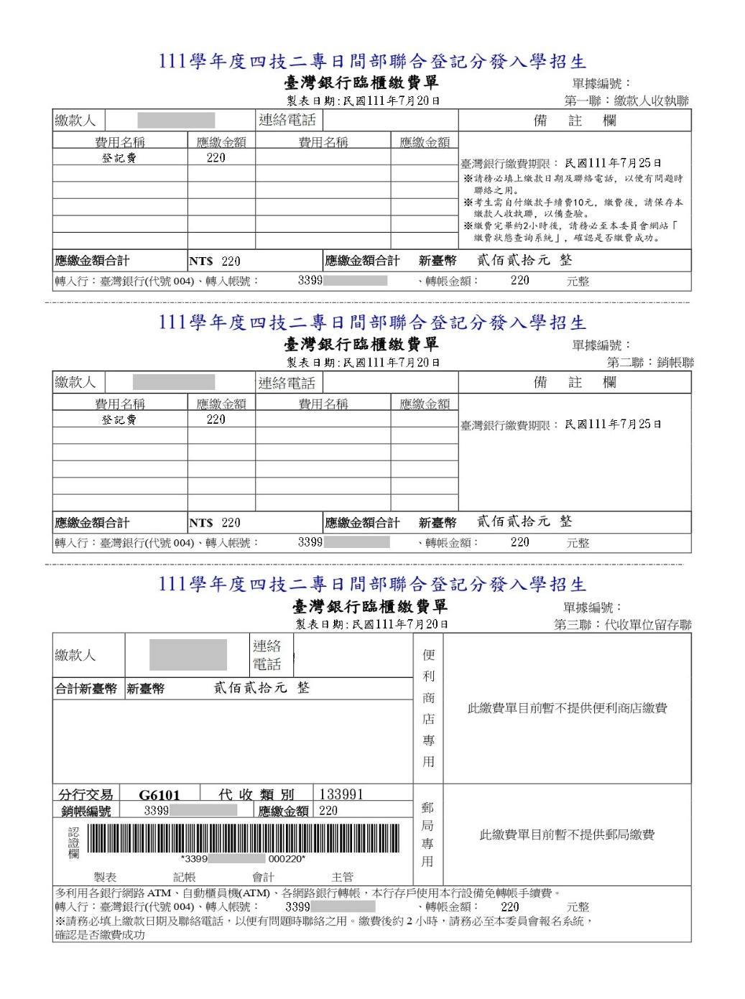 111學年度四技二專日間部聯合登記分發入學招生
臺灣銀行臨櫃繳費單
單據編號：
製表日期:民國111年7月20日
第一聯：繳款人收執聯
繳款人 連絡電話 備 註 欄
費用名稱 應繳金額 費用名稱 應繳金額
登記費 220
臺灣銀行繳費期限： 民國111年7月25日
※請務必填上繳款日期及聯絡電話，以便有問題時
聯絡之用。
※考生需自付繳款手續費10元，繳費後，請保存本
繳款人收執聯，以備查驗。
※繳費完畢約2小時後，請務必至本委員會網站「
繳費狀態查詢系統」，確認是否繳費成功。
應繳金額合計 NT$ 220 應繳金額合計 新臺幣 貳佰貳拾元 整
轉入行：臺灣銀行(代號 004)、轉入帳號： 3399 、轉帳金額： 220 元整
111學年度四技二專日間部聯合登記分發入學招生
臺灣銀行臨櫃繳費單
單據編號：
製表日期:民國111年7月20日
第二聯：銷帳聯
繳款人 連絡電話 備 註 欄
費用名稱 應繳金額 費用名稱 應繳金額
登記費 220
臺灣銀行繳費期限： 民國111年7月25日
應繳金額合計 NT$ 220 應繳金額合計 新臺幣 貳佰貳拾元 整
轉入行：臺灣銀行(代號 004)、轉入帳號： 3399 、轉帳金額： 220 元整
111學年度四技二專日間部聯合登記分發入學招生
臺灣銀行臨櫃繳費單
單據編號：
製表日期:民國111年7月20日
第三聯：代收單位留存聯
繳款人 連絡電話
合計新臺幣 新臺幣 貳佰貳拾元 整
便利商店專用
此繳費單目前暫不提供便利商店繳費
分行交易 G6101 代 收 類 別 133991
銷帳編號 3399 應繳金額 220
認證欄
*3399 000220*
製表 記帳 會計 主管
郵局專用
此繳費單目前暫不提供郵局繳費
多利用各銀行網路 ATM、自動櫃員機(ATM)、各網路銀行轉帳，本行存戶使用本行設備免轉帳手續費。
轉入行：臺灣銀行(代號 004)、轉入帳號： 3399 、轉帳金額： 220 元整
※請務必填上繳款日期及聯絡電話，以便有問題時聯絡之用。繳費後約 2 小時，請務必至本委員會報名系統，
確認是否繳費成功